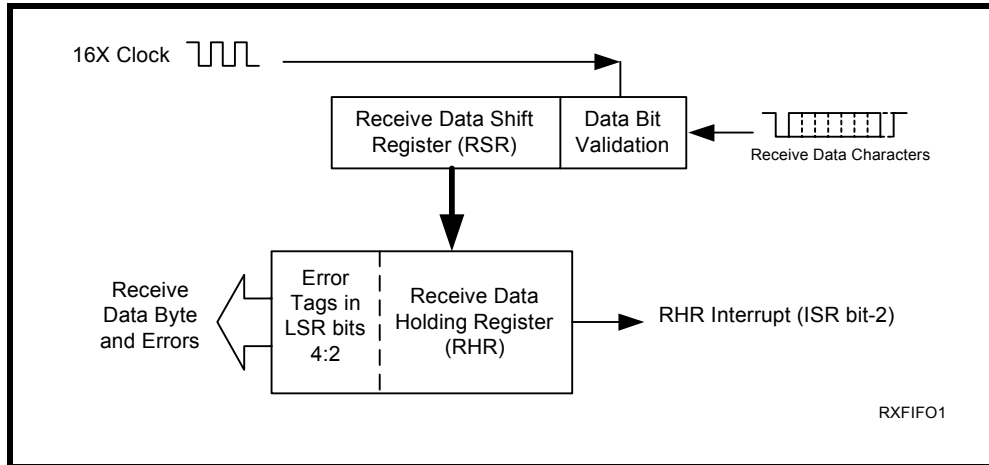 16X Clock
Receive Data Shift
Register (RSR)
Data Bit
Validation
Receive Data Characters
Receive
Data Byte
and Errors
Error
Tags in
LSR bits
4:2
Receive Data
Holding Register
(RHR)
RHR Interrupt (ISR bit-2)
RXFIFO1